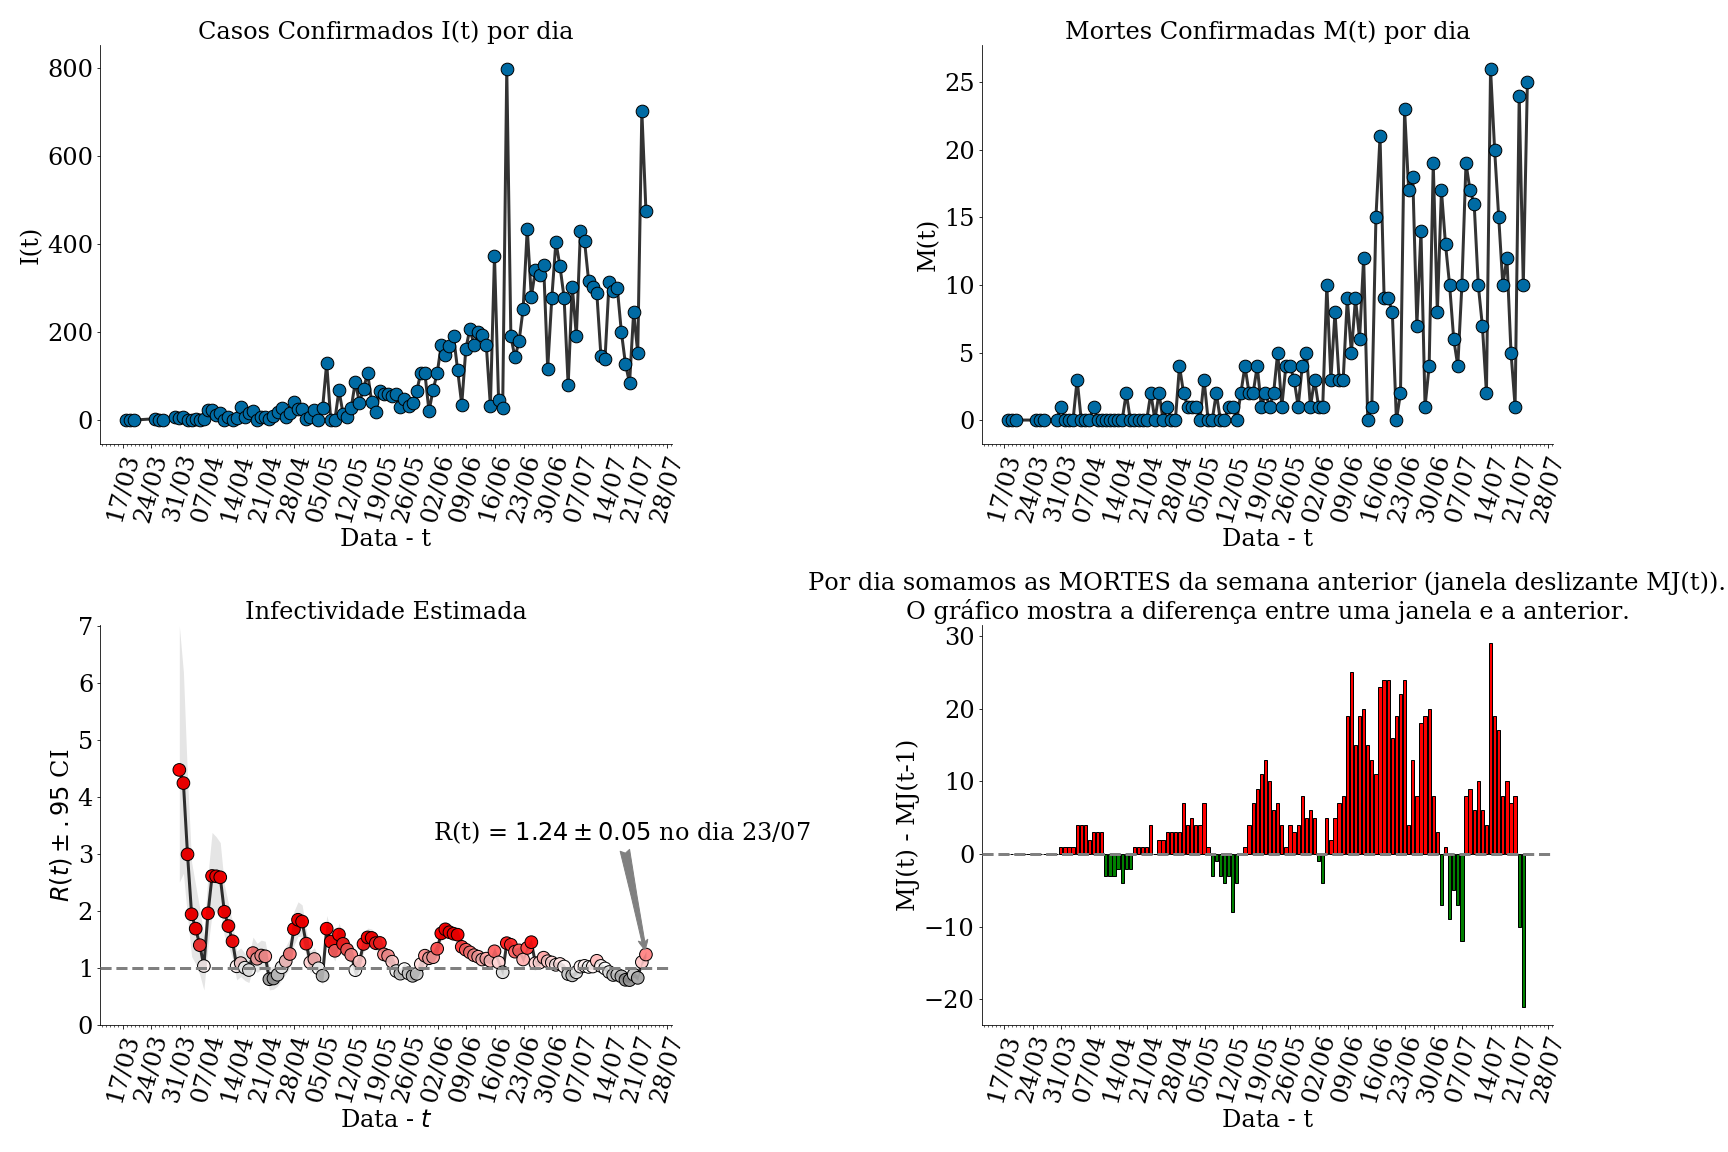 Casos Confirmados I(t) por dia
I(t)
800
600
400
200
0
17/03 24/03 31/03 07/04 14/04 21/04 28/04 05/05 12/05 19/05 26/05 02/06 09/06 16/06 23/06 30/06 07/07 14/07 21/07 28/07
Data - t
Mortes Confirmadas M(t) por dia
M(t)
25
20
15
10
5
0
17/03 24/03 31/03 07/04 14/04 21/04 28/04 05/05 12/05 19/05 26/05 02/06 09/06 16/06 23/06 30/06 07/07 14/07 21/07 28/07
Data - t
Infectividade Estimada
R(t) ± .95 CI
7
6
5
4
3
2
1
0
R(t) = 1.24 ± 0.05 no dia 23/07
17/03 24/03 31/03 07/04 14/04 21/04 28/04 05/05 12/05 19/05 26/05 02/06 09/06 16/06 23/06 30/06 07/07 14/07 21/07 28/07
Data - t
Por dia somamos as MORTES da semana anterior (janela deslizante MJ(t)).
O gráfico mostra a diferença entre uma janela e a anterior.
MJ(t) - MJ(t-1)
30
20
10
0
−10
−20
17/03 24/03 31/03 07/04 14/04 21/04 28/04 05/05 12/05 19/05 26/05 02/06 09/06 16/06 23/06 30/06 07/07 14/07 21/07 28/07
Data - t